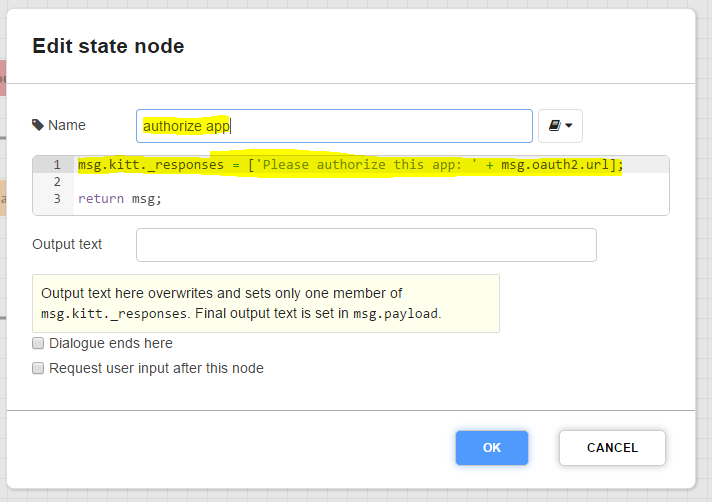 Edit state node
Name
authorize app
1 msg.kitt._responses = ['Please authorize this app: ' + msg.oauth2.url];
2
3 return msg;
Output text
Output text here overwrites and sets only one member of
msg.kitt._responses. Final output text is set in msg.payload.
Dialogue ends here
Request user input after this node
OK
CANCEL